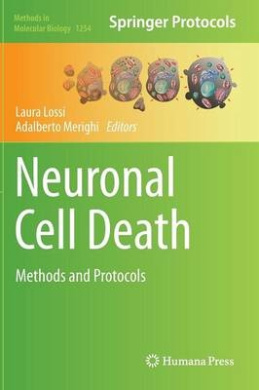 Methods in
Molecular Biology 1254
Springer Protocols
Laura Lossi
Adalberto Merighi Editors
Neuronal
Cell Death
Methods and Protocols
Humana Press